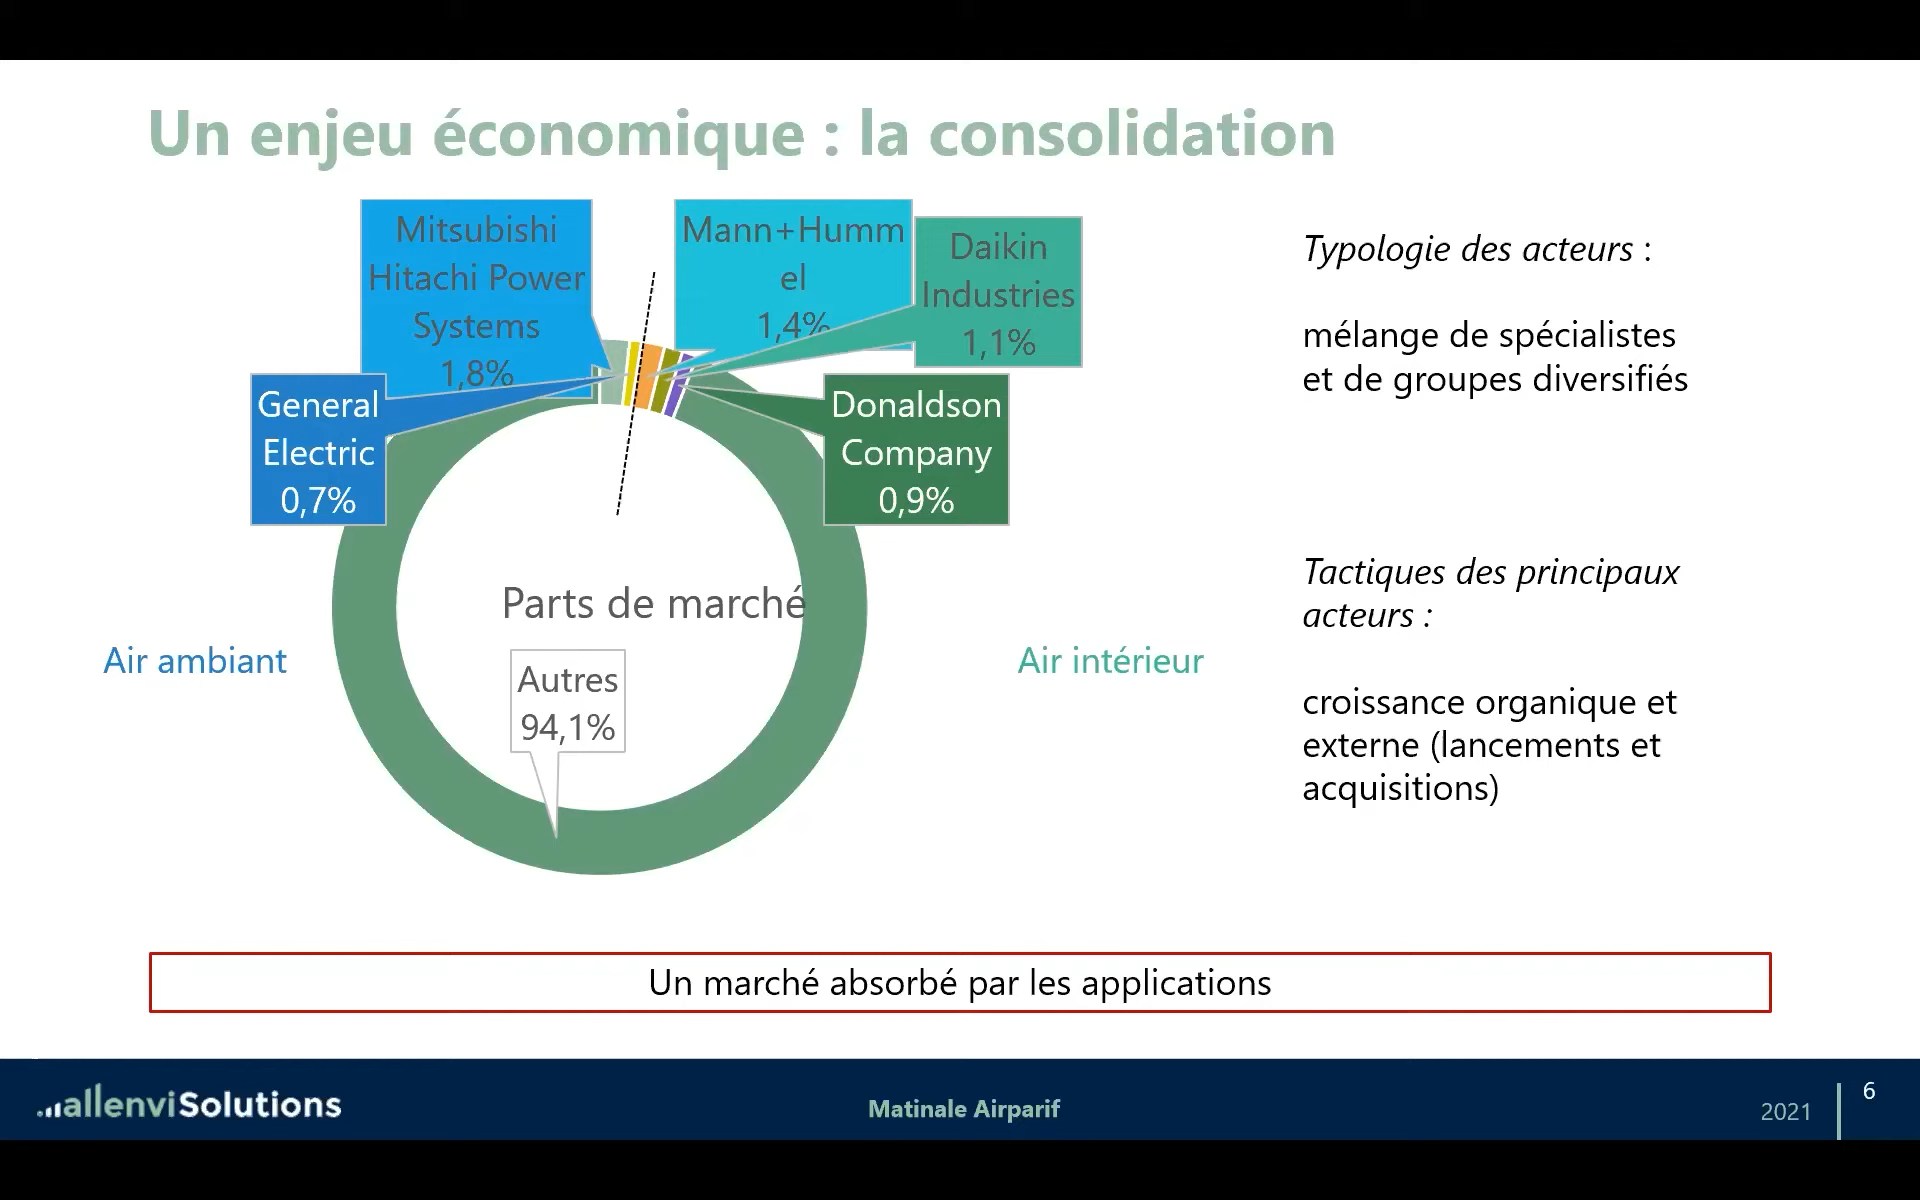 Un enjeu économique : la consolidation
Mitsubishi
Hitachi Power
Systems
1,8%
Mann+Humm
el
1,4%
Daikin
Industries
1,1%
General
Electric
0,7%
Donaldson
Company
0,9%
Parts de marché
Autres
94,1%
Air ambiant
Air intérieur
Typologie des acteurs :
mélange de spécialistes
et de groupes diversifiés
Tactiques des principaux
acteurs :
croissance organique et
externe (lancements et
acquisitions)
Un marché absorbé par les applications
allenviSolutions
Matinale Airparif
2021
6